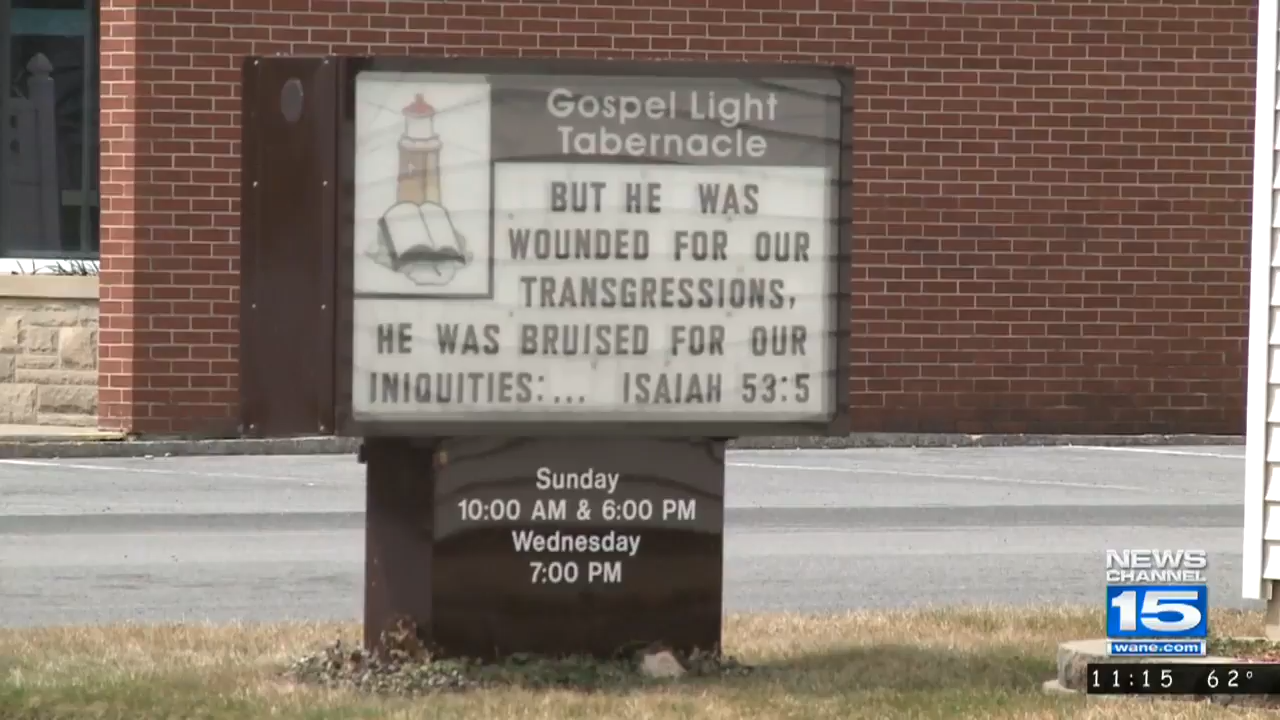 Gospel Light
Tabernacle
BUT HE WAS
WOUNDED FOR OUR
TRANSGRESSIONS,
HE WAS BRUISED FOR OUR
INIQUITIES:... ISAIAH 53:5
Sunday
10:00 AM & 6:00 PM
Wednesday
7:00 PM
NEWS
CHANNEL
15
wane.com
11:15 62°